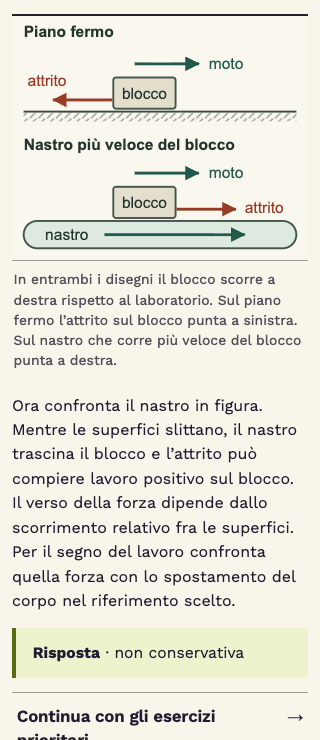 Piano fermo
moto
attrito
blocco
Nastro più veloce del blocco
moto
blocco
attrito
nastro
In entrambi i disegni il blocco scorre a
destra rispetto al laboratorio. Sul piano
fermo l’attrito sul blocco punta a sinistra.
Sul nastro che corre più veloce del blocco
punta a destra.
Ora confronta il nastro in figura.
Mentre le superfici slittano, il nastro
trascina il blocco e l’attrito può
compiere lavoro positivo sul blocco.
Il verso della forza dipende dallo
scorrimento relativo fra le superfici.
Per il segno del lavoro confronta
quella forza con lo spostamento del
corpo nel riferimento scelto.
Risposta · non conservativa
Continua con gli esercizi →
prioritari